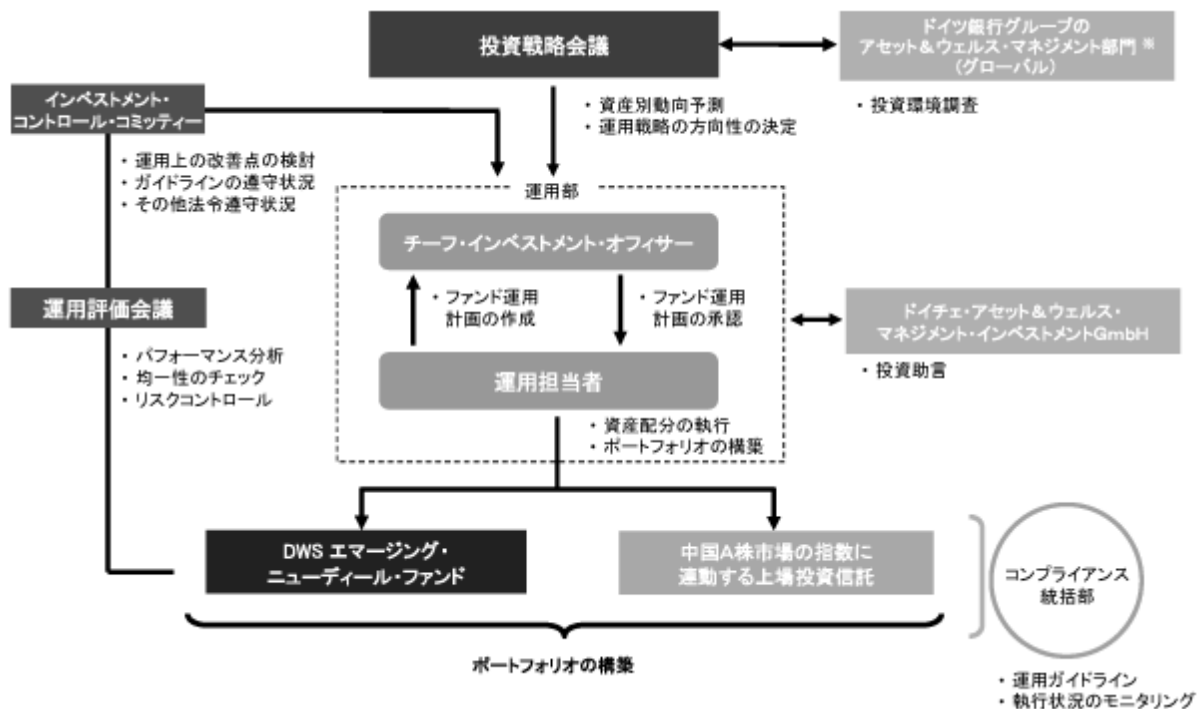 投資戦略会議
ドイツ銀行グループの
アセット&ウェルス・マネジメント部門 ※
(グローバル)
・ 投資環境調査
インベストメント・
コントロール・コミッティー
・ 運用上の改善点の検討
・ ガイドラインの遵守状況
・ その他法令遵守状況
・ 資産別動向予測
・ 運用戦略の方向性の決定
運用部
チーフ・インベストメント・オフィサー
・ ファンド運用
計画の作成
・ ファンド運用
計画の承認
運用担当者
・ 資産配分の執行
・ ポートフォリオの構築
運用評価会議
・ パフォーマンス分析
・ 均一性のチェック
・ リスクコントロール
ドイチェ・アセット&ウェルス・
マネジメント・インベストメントGmbH
・ 投資助言
DWS エマージング・
ニューディール・ファンド
中国A株市場の指数に
連動する上場投資信託
コンプライアンス
統括部
ポートフォリオの構築
・ 運用ガイドライン
・ 執行状況のモニタリング